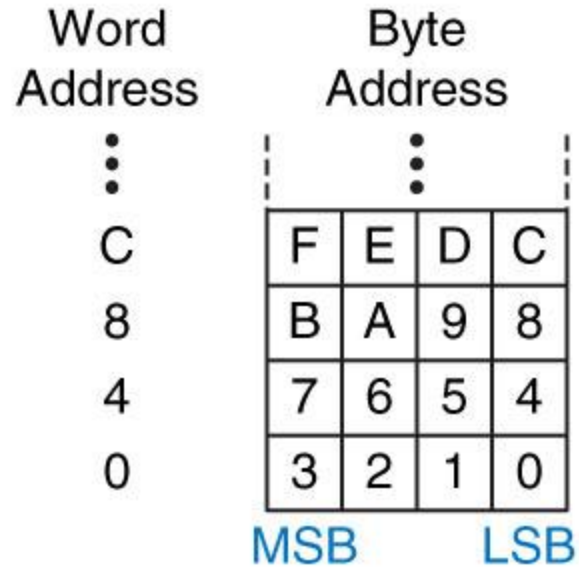 Word Address Byte Address
C F E D C
8 B A 9 8
4 7 6 5 4
0 3 2 1 0
MSB LSB